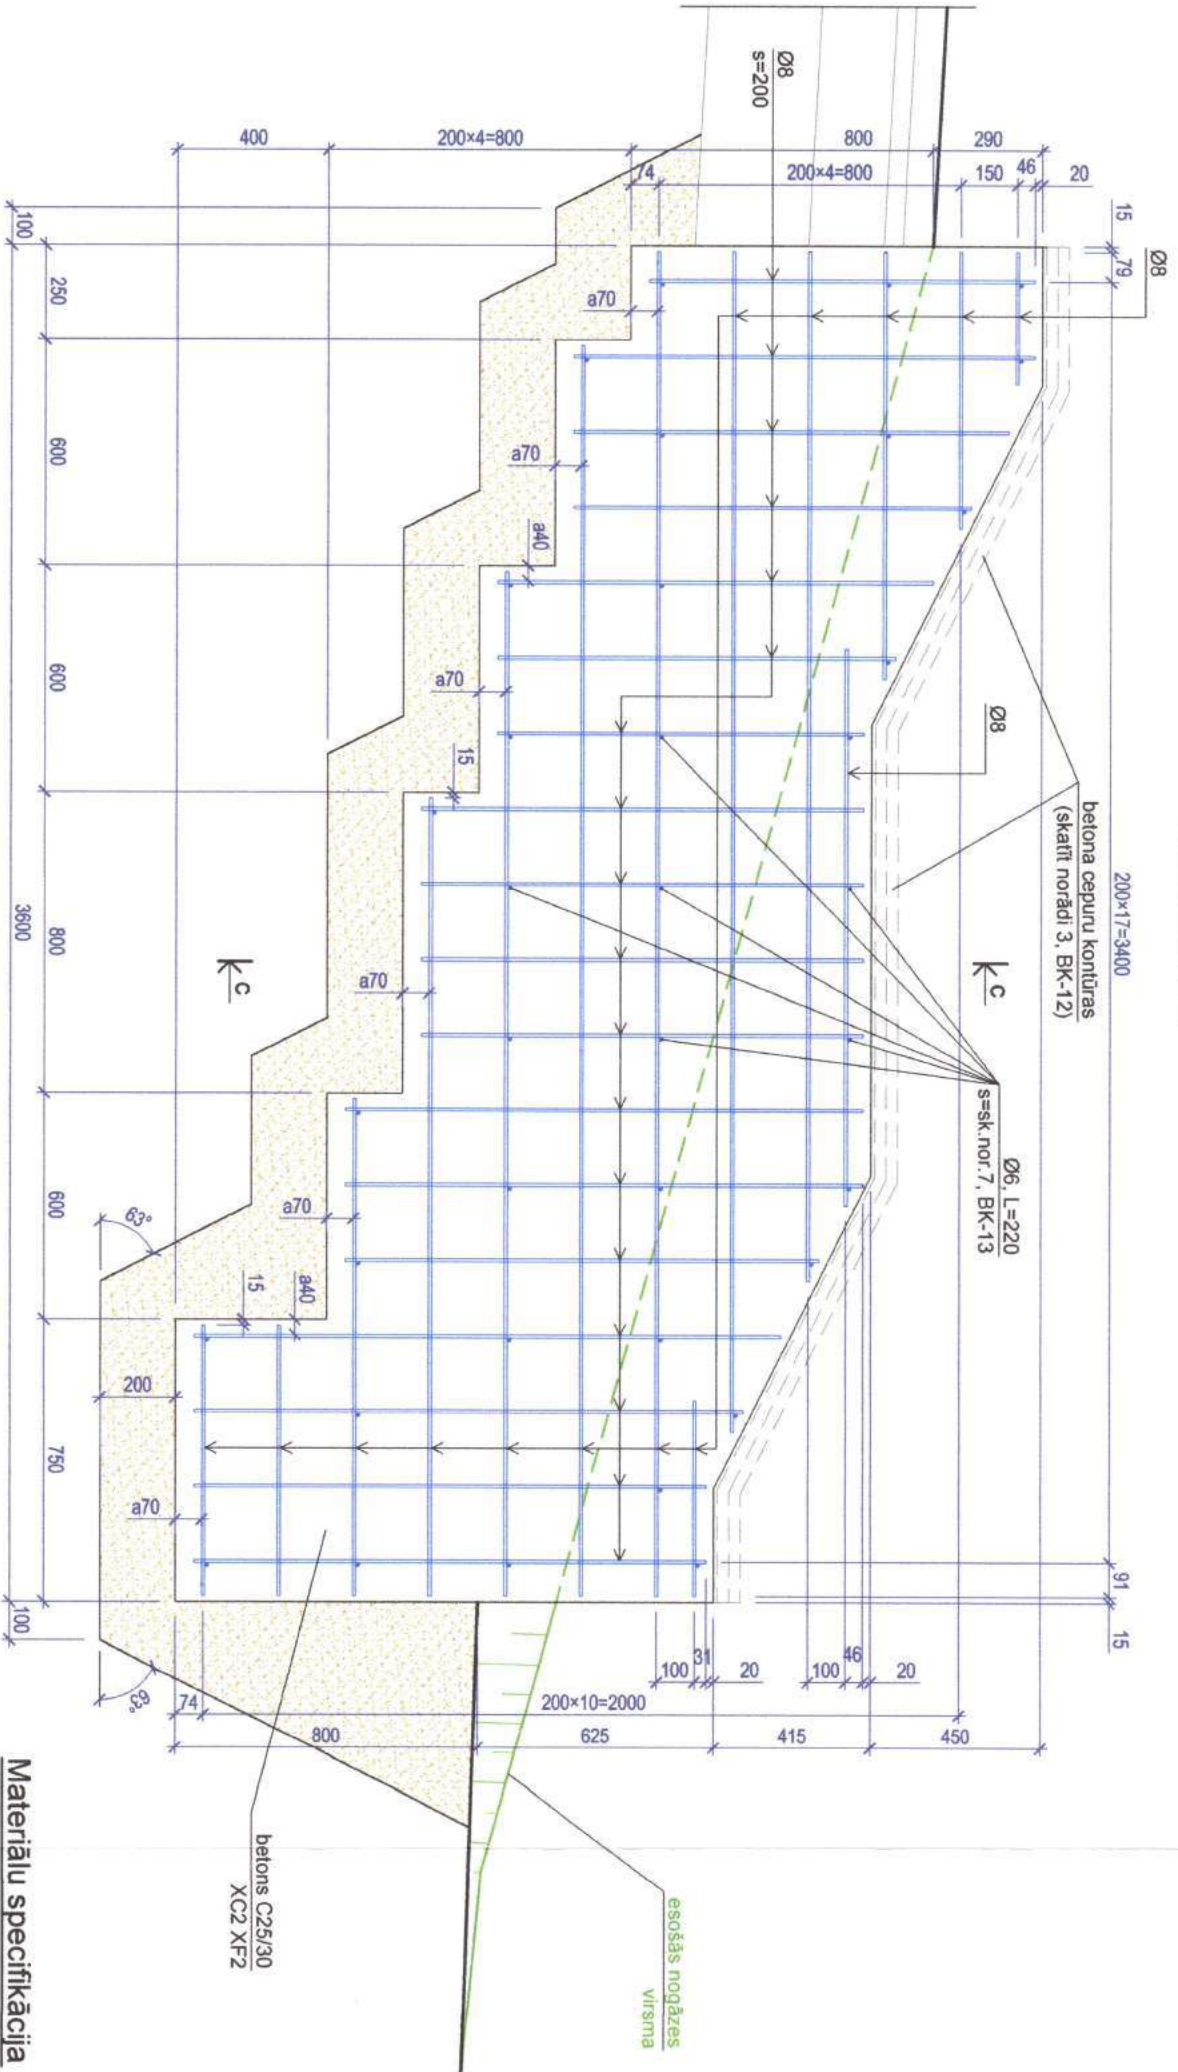 400
200×4=800
800
290
74
200×4=800
150
46
20
Ø8
s=200
15
79
Ø8
200×17=3400
91
15
100
250
600
600
800
600
750
100
3600
a70
a70
a40
a70
15
a70
a70
a40
15
200
a70
63°
63°
Ø8
betona cepuru kontūras
(skatīt norādi 3, BK-12)
c
c
Ø6, L=220
s=sk.nor.7, BK-13
100
31
20
100
46
20
74
200×10=2000
800
625
415
450
betons C25/30
XC2 XF2
esošās nogāzes
virsma
Materiālu specifikācija